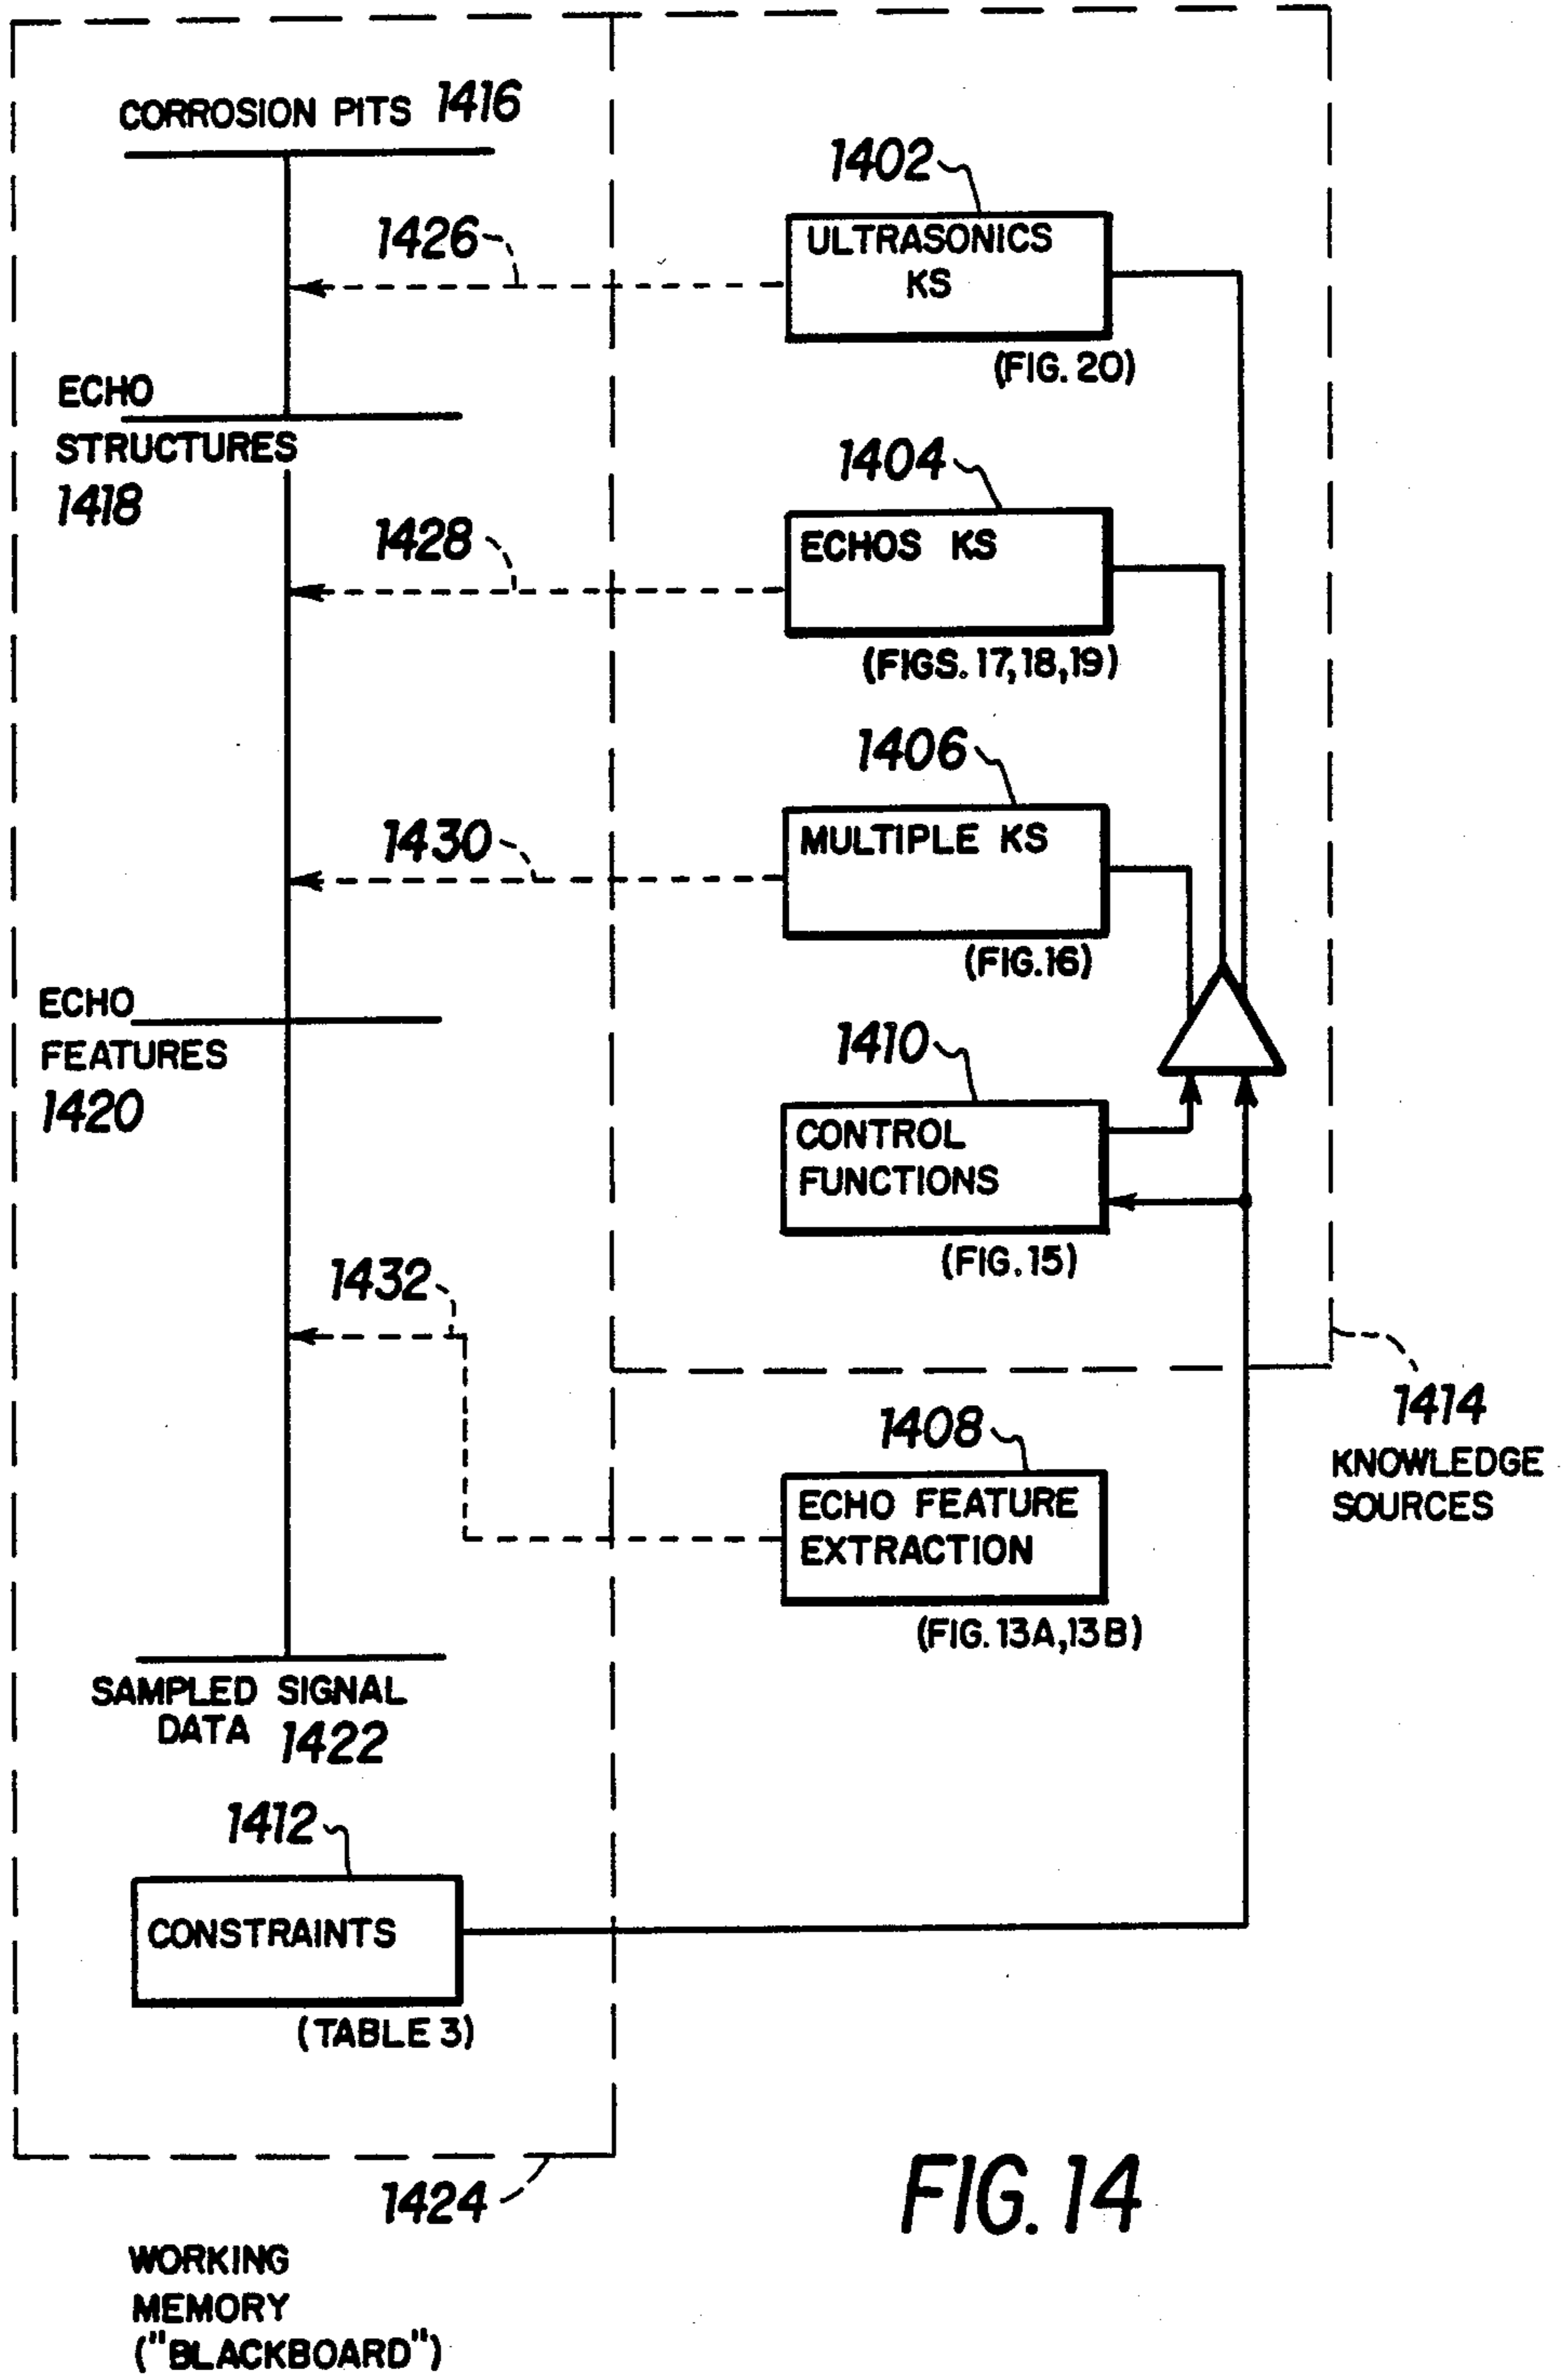 CORROSION PITS 1416
1402
ULTRASONICS
KS
(FIG. 20)
1426
ECHO
STRUCTURES
1418
1404
ECHOS KS
(FIGS. 17,18,19)
1428
1406
MULTIPLE KS
(FIG.16)
1430
ECHO
FEATURES
1420
1410
CONTROL
FUNCTIONS
(FIG.15)
1432
1414
KNOWLEDGE
SOURCES
1408
ECHO FEATURE
EXTRACTION
(FIG.13A,13B)
SAMPLED SIGNAL
DATA 1422
1412
CONSTRAINTS
(TABLE 3)
1424
WORKING
MEMORY
("BLACKBOARD")
FIG. 14